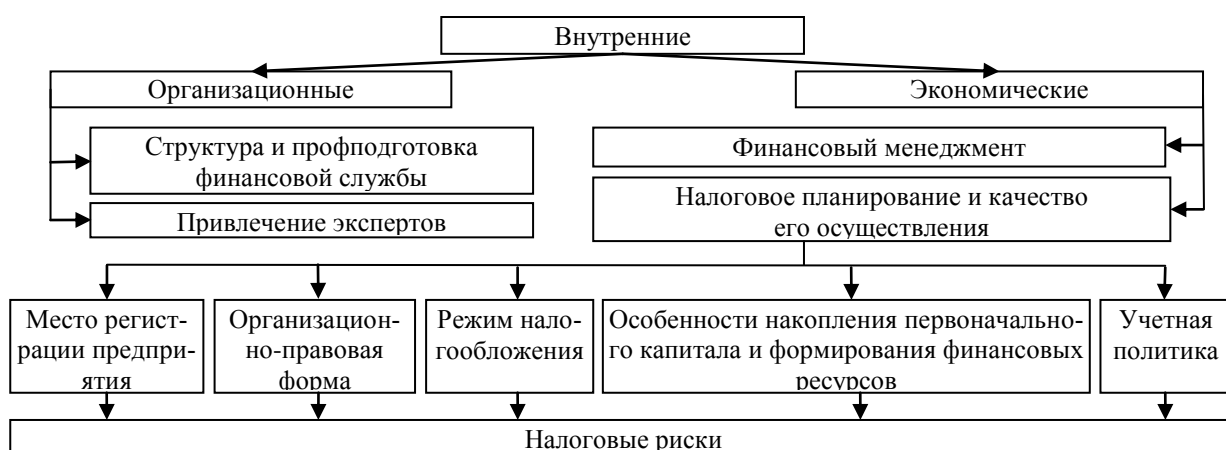 Внутренние
Организационные
Экономические
Структура и профподготовка
финансовой службы
Привлечение экспертов
Финансовый менеджмент
Налоговое планирование и качество
его осуществления
Место регист-
рации предпри-
ятия
Организацион-
но-правовая
форма
Режим нало-
гообложения
Особенности накопления первоначально-
го капитала и формирования финансовых
ресурсов
Учетная
политика
Налоговые риски